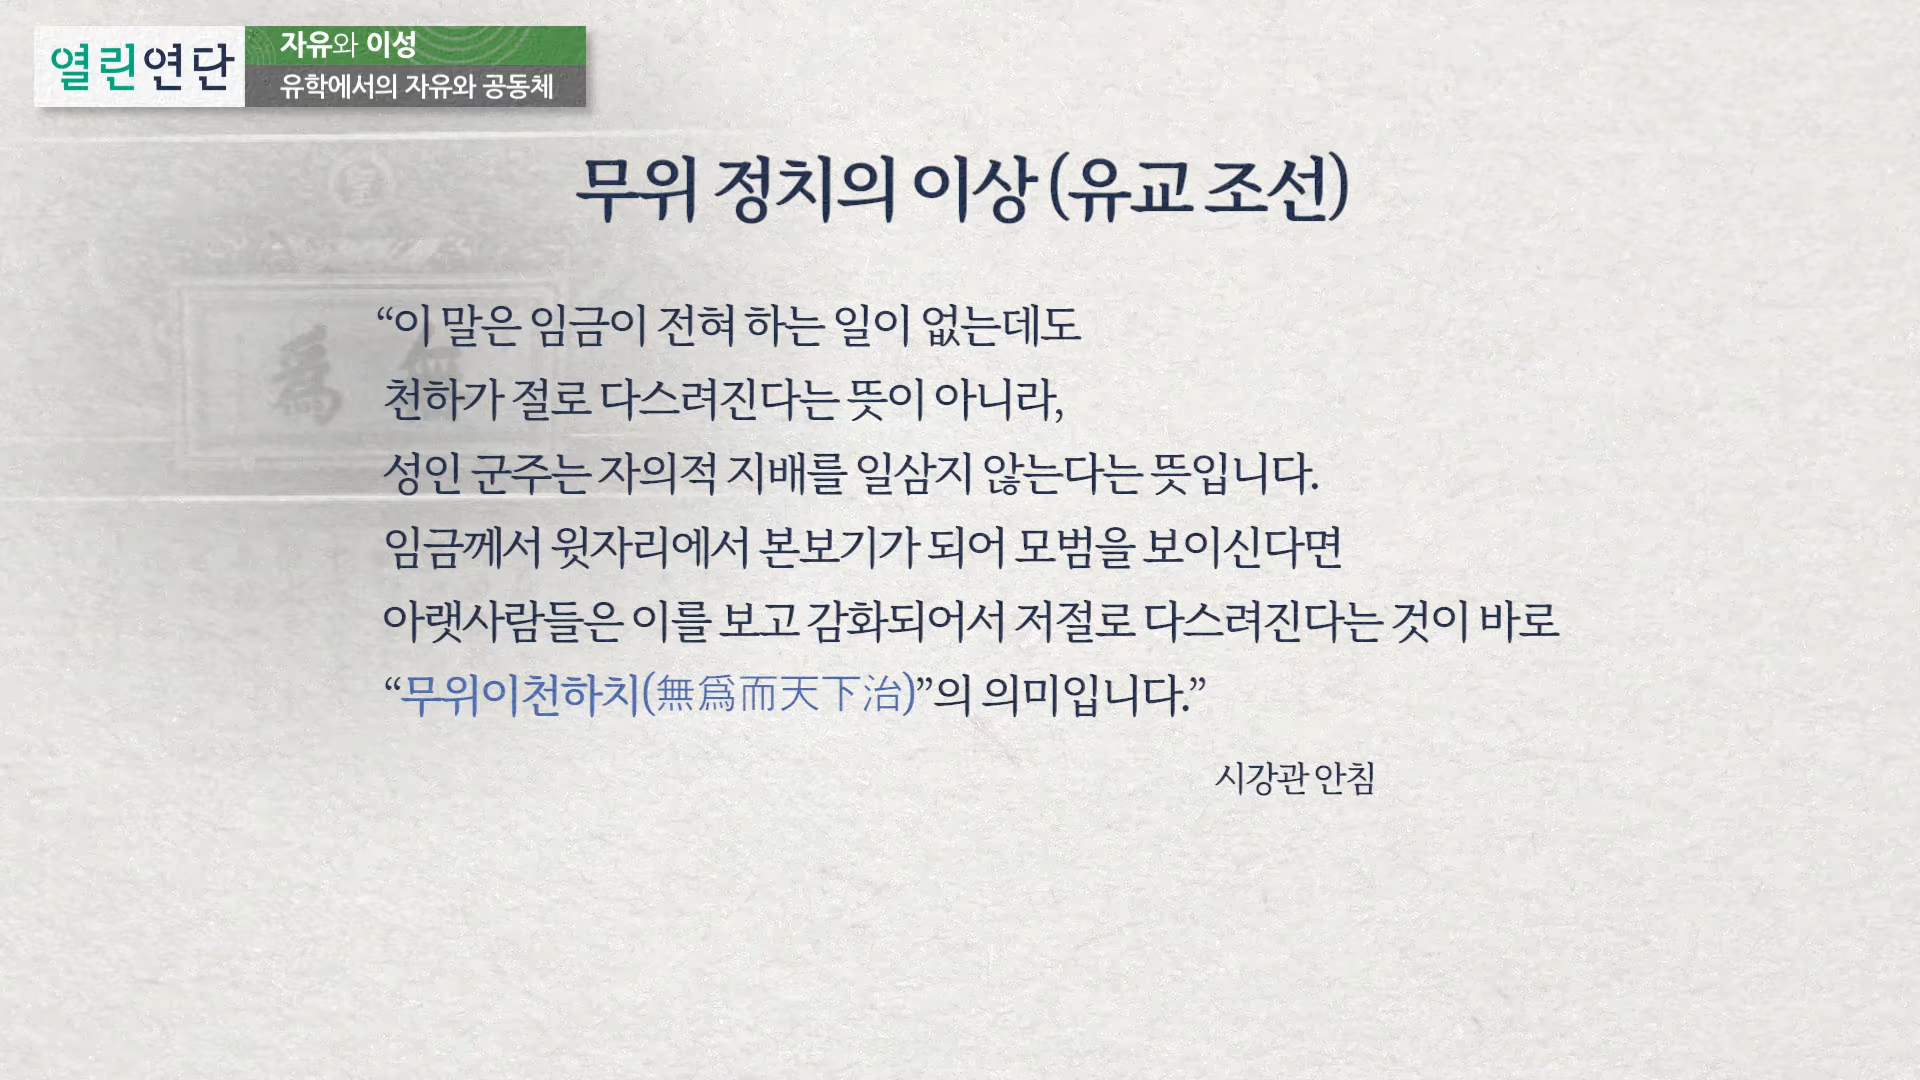 열린연단
자유와 이성
유학에서의 자유와 공동체
무위 정치의 이상 (유교 조선)
“이 말은 임금이 전혀 하는 일이 없는데도
천하가 절로 다스려진다는 뜻이 아니라,
성인 군주는 자의적 지배를 일삼지 않는다는 뜻입니다.
임금께서 윗자리에서 본보기가 되어 모범을 보이신다면
아랫사람들은 이를 보고 감화되어서 저절로 다스려진다는 것이 바로
“무위이천하치(無爲而天下治)”의 의미입니다.”
시강관 안침
爲 無